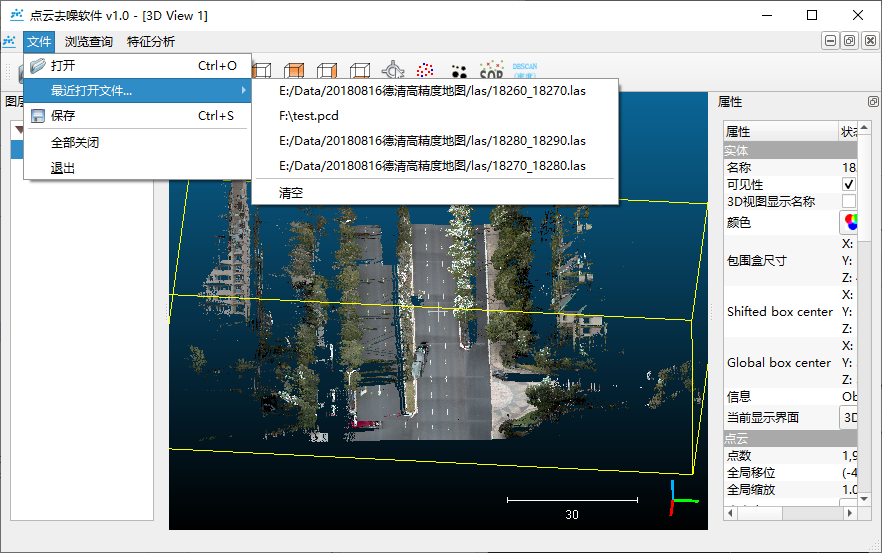 点云去噪软件 v1.0 - [3D View 1]
文件 浏览查询 特征分析
打开 Ctrl+O
最近打开文件...
保存 Ctrl+S
全部关闭
退出
E:/Data/20180816德清高精度地图/las/18260_18270.las
F:\test.pcd
E:/Data/20180816德清高精度地图/las/18280_18290.las
E:/Data/20180816德清高精度地图/las/18270_18280.las
清空
SOR
DBSCAN
(密度)
图层
属性
属性 状态
实体
名称 18
可见性
3D视图显示名称
颜色
包围盒尺寸
X:
Y:
Z:
Shifted box center
X:
Y:
Z:
Global box center
X:
Y:
Z:
信息 Ob
当前显示界面 3D
点云
点数 1,9
全局移位 (-4
全局缩放 1.0
30